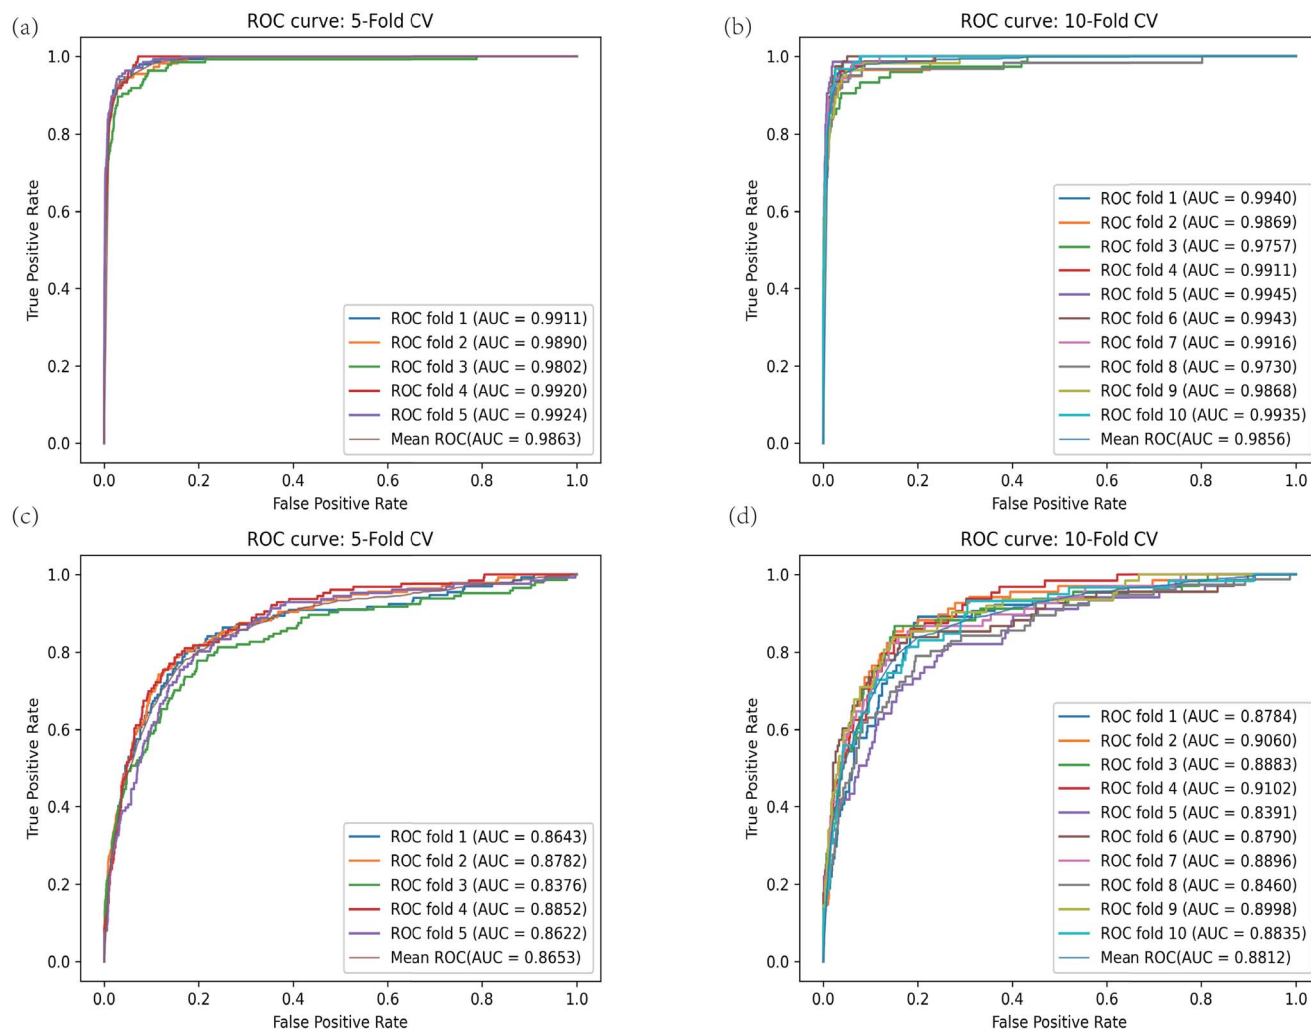 (a)
ROC curve: 5-Fold CV
1.0
0.8
0.6
0.4
0.2
0.0
True Positive Rate
ROC fold 1 (AUC = 0.9911)
ROC fold 2 (AUC = 0.9890)
ROC fold 3 (AUC = 0.9802)
ROC fold 4 (AUC = 0.9920)
ROC fold 5 (AUC = 0.9924)
Mean ROC(AUC = 0.9863)
0.0 0.2 0.4 0.6 0.8 1.0
False Positive Rate
(b)
ROC curve: 10-Fold CV
1.0
0.8
0.6
0.4
0.2
0.0
True Positive Rate
ROC fold 1 (AUC = 0.9940)
ROC fold 2 (AUC = 0.9869)
ROC fold 3 (AUC = 0.9757)
ROC fold 4 (AUC = 0.9911)
ROC fold 5 (AUC = 0.9945)
ROC fold 6 (AUC = 0.9943)
ROC fold 7 (AUC = 0.9916)
ROC fold 8 (AUC = 0.9730)
ROC fold 9 (AUC = 0.9868)
ROC fold 10 (AUC = 0.9935)
Mean ROC(AUC = 0.9856)
0.0 0.2 0.4 0.6 0.8 1.0
False Positive Rate
(c)
ROC curve: 5-Fold CV
1.0
0.8
0.6
0.4
0.2
0.0
True Positive Rate
ROC fold 1 (AUC = 0.8643)
ROC fold 2 (AUC = 0.8782)
ROC fold 3 (AUC = 0.8376)
ROC fold 4 (AUC = 0.8852)
ROC fold 5 (AUC = 0.8622)
Mean ROC(AUC = 0.8653)
0.0 0.2 0.4 0.6 0.8 1.0
False Positive Rate
(d)
ROC curve: 10-Fold CV
1.0
0.8
0.6
0.4
0.2
0.0
True Positive Rate
ROC fold 1 (AUC = 0.8784)
ROC fold 2 (AUC = 0.9060)
ROC fold 3 (AUC = 0.8883)
ROC fold 4 (AUC = 0.9102)
ROC fold 5 (AUC = 0.8391)
ROC fold 6 (AUC = 0.8790)
ROC fold 7 (AUC = 0.8896)
ROC fold 8 (AUC = 0.8460)
ROC fold 9 (AUC = 0.8998)
ROC fold 10 (AUC = 0.8835)
Mean ROC(AUC = 0.8812)
0.0 0.2 0.4 0.6 0.8 1.0
False Positive Rate